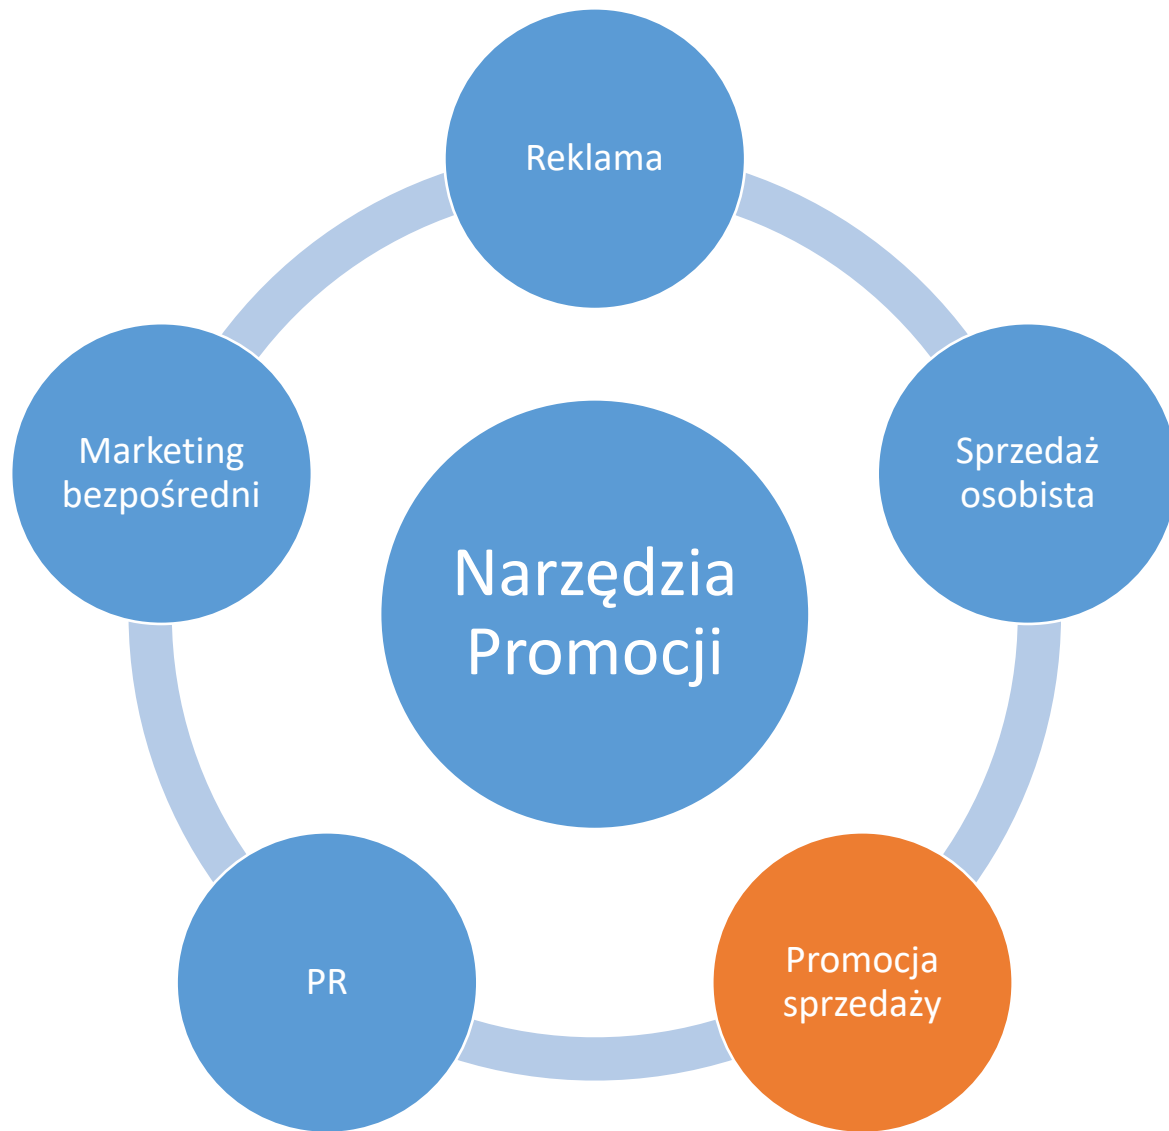 Reklama
Sprzedaż
osobista
Promocja
sprzedaży
PR
Marketing
bezpośredni
Narzędzia
Promocji